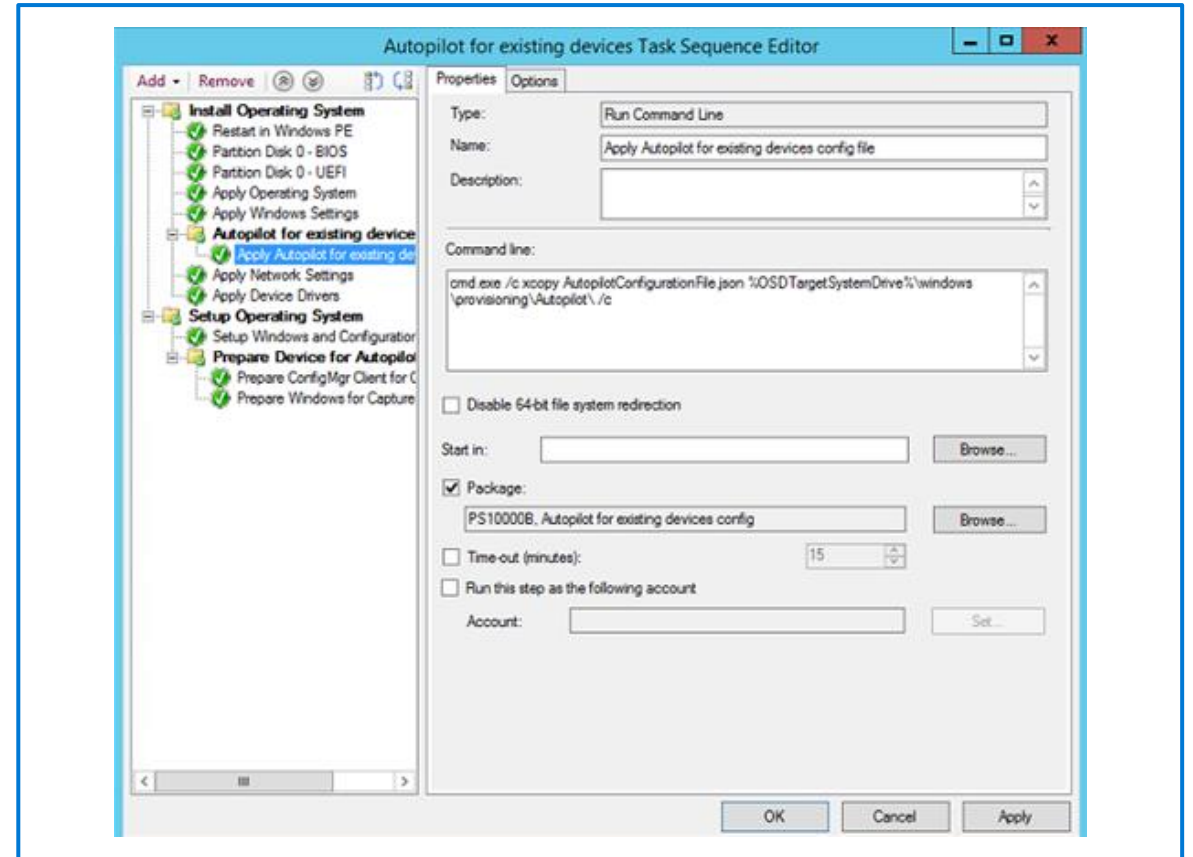 Autopilot for existing devices Task Sequence Editor
Add
Remove
Properties
Options
Install Operating System
Restart in Windows PE
Partition Disk 0 - BIOS
Partition Disk 0 - UEFI
Apply Operating System
Apply Windows Settings
Autopilot for existing device
Apply Autopilot for existing de
Apply Network Settings
Apply Device Drivers
Setup Operating System
Setup Windows and Configuration
Prepare Device for Autopilo
Prepare ConfigMgr Client for C
Prepare Windows for Capture
Type:
Run Command Line
Name:
Apply Autopilot for existing devices config file
Description:
Command line:
cmd.exe /c xcopy AutopilotConfigurationFile.json %OSDTargetSystemDrive%\windows
\provisioning\Autopilot\ /c
Disable 64-bit file system redirection
Start in:
Browse...
Package:
PS10000B, Autopilot for existing devices config
Browse...
Time-out (minutes):
15
Run this step as the following account
Account:
Set...
OK
Cancel
Apply